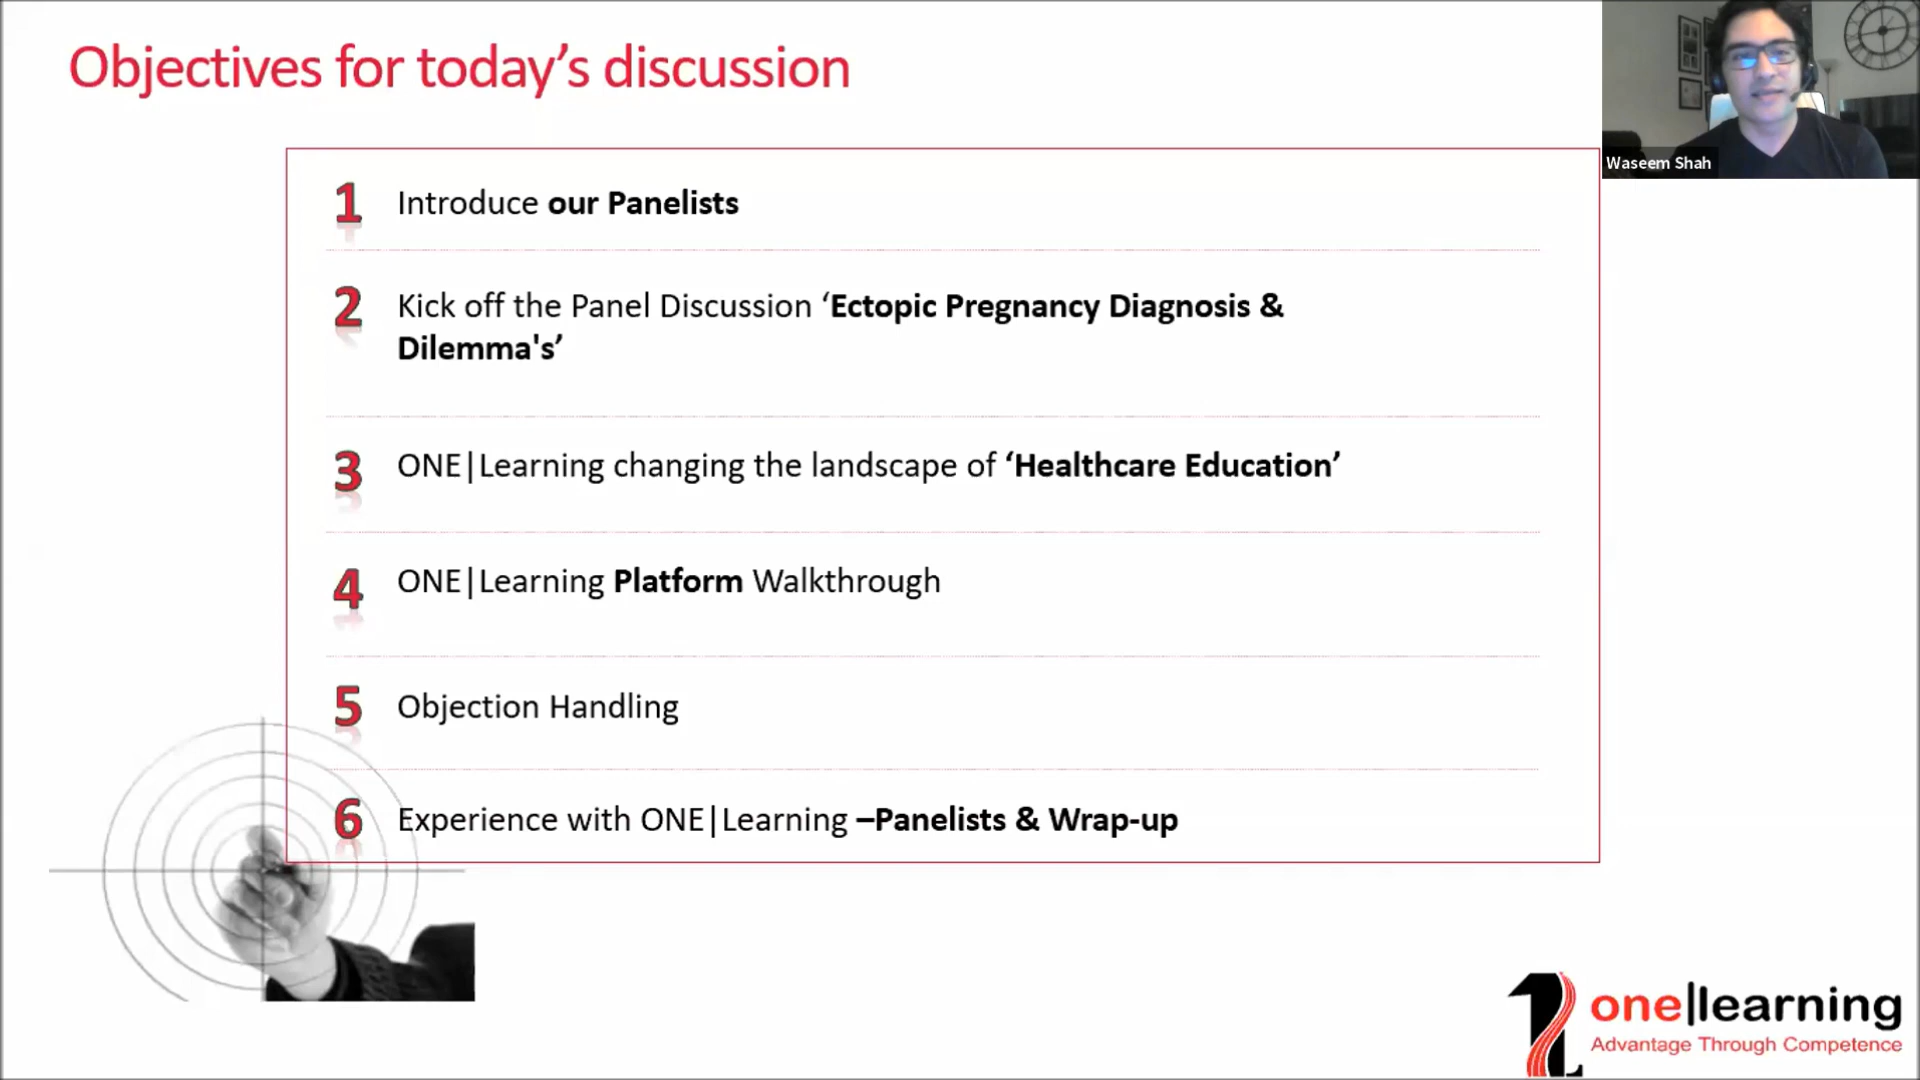 Objectives for today’s discussion
Waseem Shah
1 Introduce our Panelists
2 Kick off the Panel Discussion ‘Ectopic Pregnancy Diagnosis &
Dilemma's’
3 ONE|Learning changing the landscape of ‘Healthcare Education’
4 ONE|Learning Platform Walkthrough
5 Objection Handling
6 Experience with ONE|Learning –Panelists & Wrap-up
one|learning
Advantage Through Competence